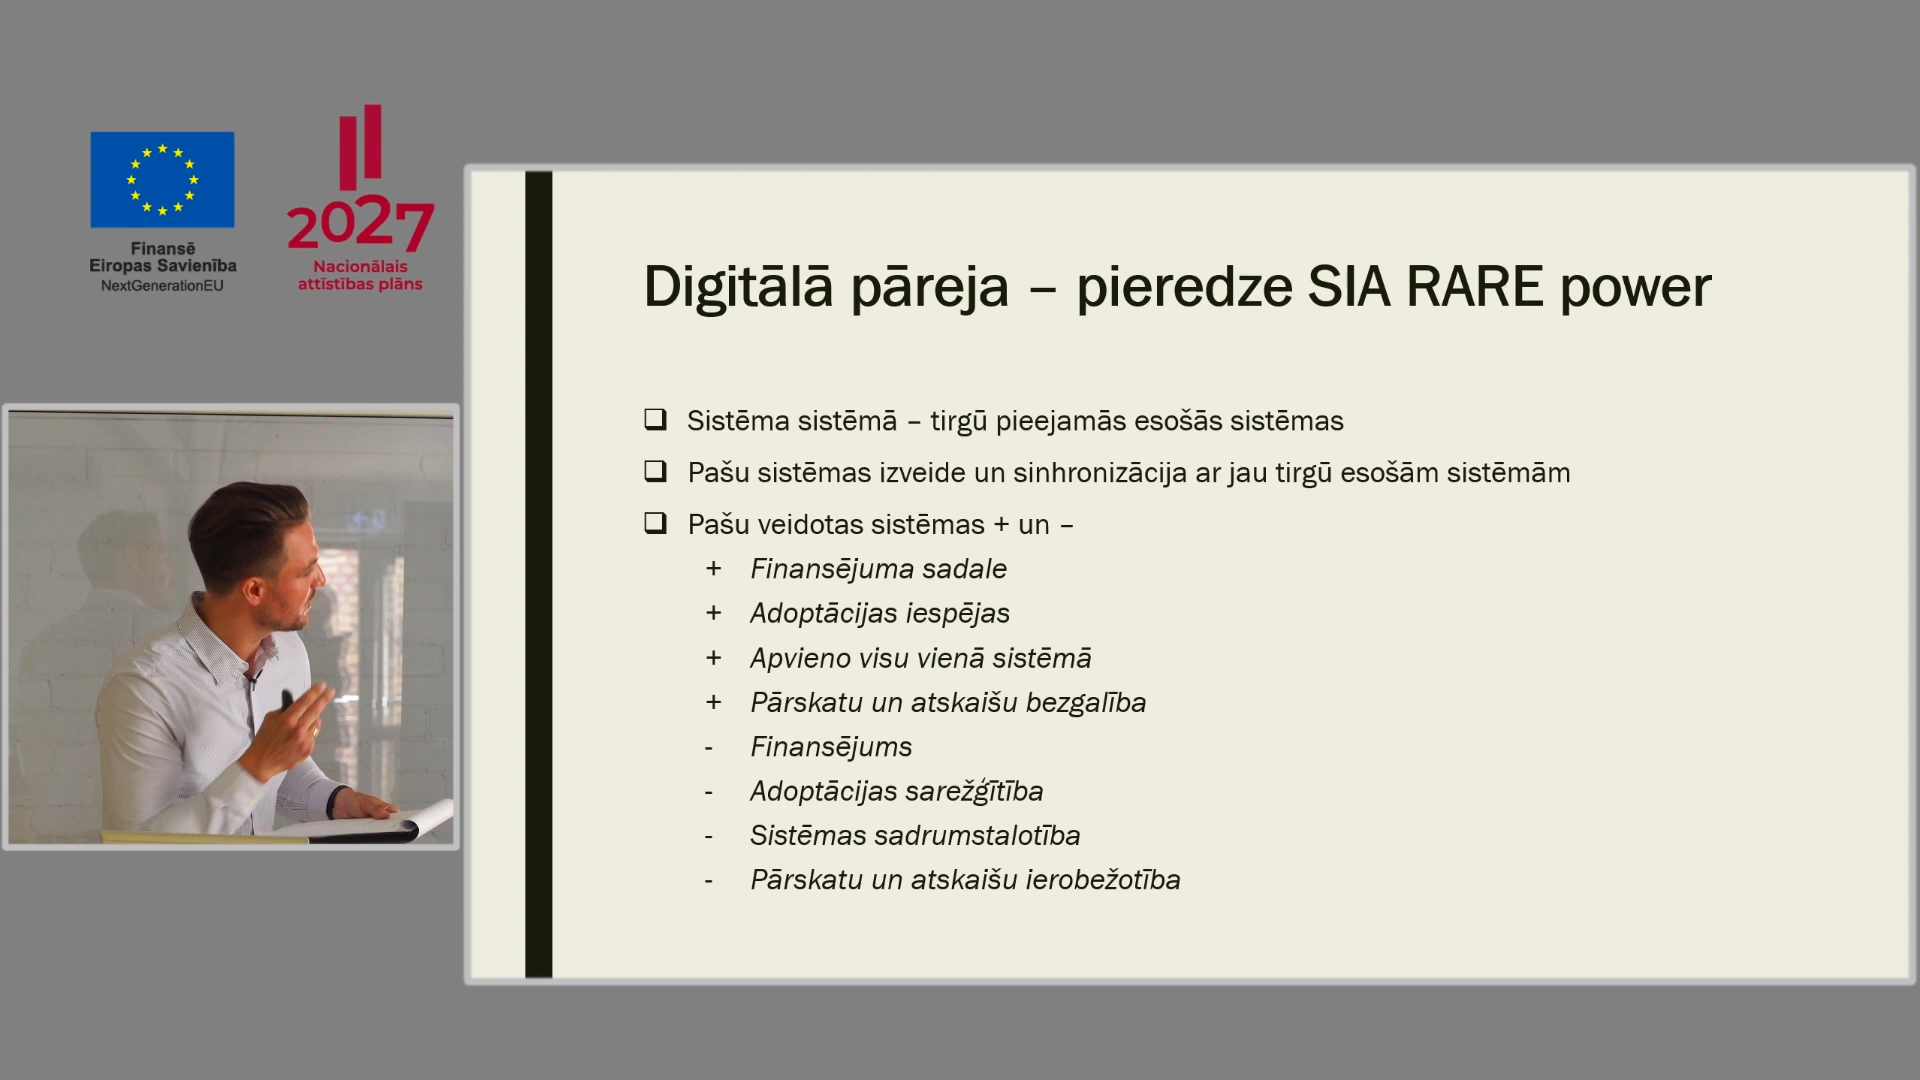 Finansē
Eiropas Savienība
NextGenerationEU
2027
Nacionālais
attīstības plāns
Digitālā pāreja – pieredze SIA RARE power
❑ Sistēma sistēmā – tirgū pieejamās esošās sistēmas
❑ Pašu sistēmas izveide un sinhronizācija ar jau tirgū esošām sistēmām
❑ Pašu veidotas sistēmas + un –
+ Finansējuma sadale
+ Adoptācijas iespējas
+ Apvieno visu vienā sistēmā
+ Pārskatu un atskaišu bezgalība
- Finansējums
- Adoptācijas sarežģītība
- Sistēmas sadrumstalotība
- Pārskatu un atskaišu ierobežotība